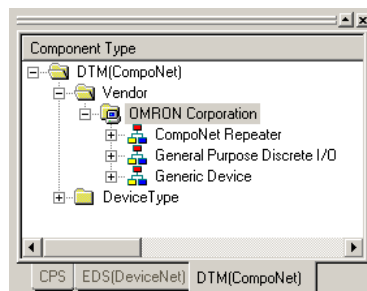 Component Type
DTM(CompoNet)
Vendor
OMRON Corporation
CompoNet Repeater
General Purpose Discrete I/O
Generic Device
DeviceType
CPS EDS(DeviceNet) DTM(CompoNet)